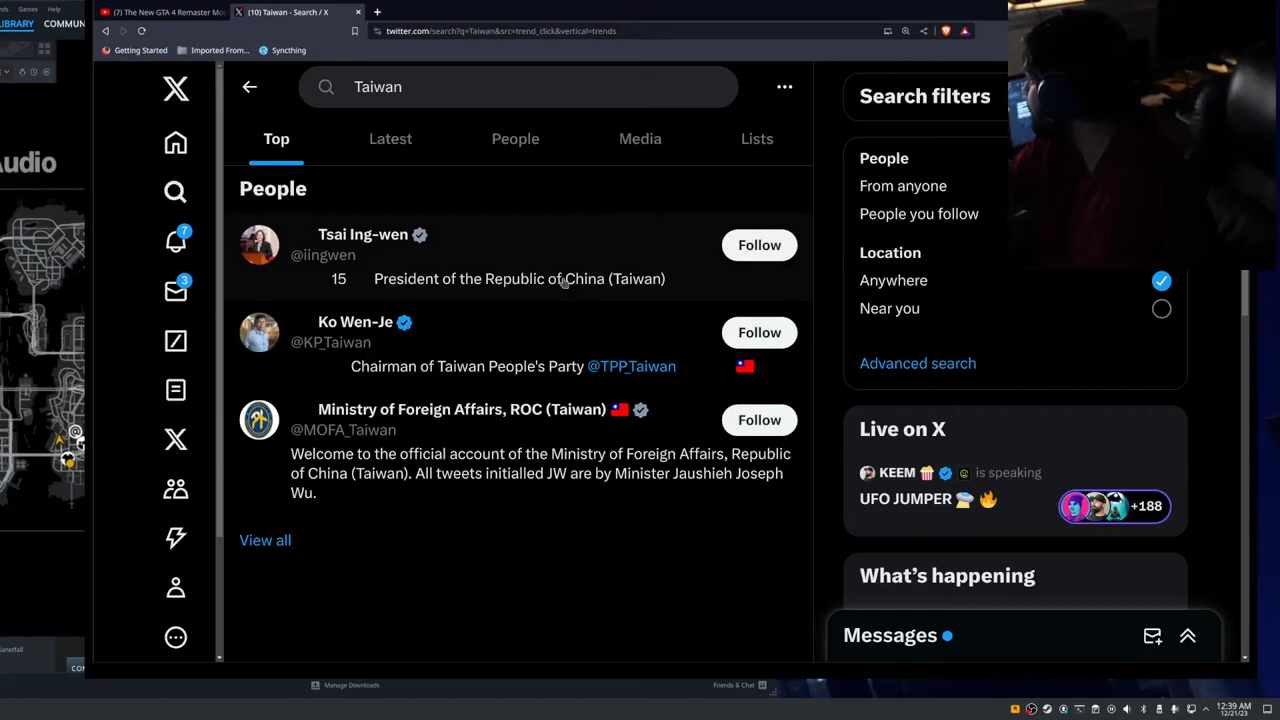 Games Help
LIBRARY COMMUN
Audio
(7) The New GTA 4 Remaster Mo
(10) Taiwan - Search / X
twitter.com/search?q=Taiwan&src=trend_click&vertical=trends
Getting Started
Imported From...
Syncthing
Taiwan
Top
Latest
People
Media
Lists
People
Tsai Ing-wen
@iingwen
15 President of the Republic of China (Taiwan)
Follow
Ko Wen-Je
@KP_Taiwan
Chairman of Taiwan People's Party @TPP_Taiwan
Follow
Ministry of Foreign Affairs, ROC (Taiwan)
@MOFA_Taiwan
Welcome to the official account of the Ministry of Foreign Affairs, Republic
of China (Taiwan). All tweets initialled JW are by Minister Jaushieh Joseph
Wu.
Follow
View all
7
3
Search filters
People
From anyone
People you follow
Location
Anywhere
Near you
Advanced search
Live on X
KEEM is speaking
UFO JUMPER
+188
What's happening
Messages
Manage Downloads
Friends & Chat
12:39 AM
12/21/23